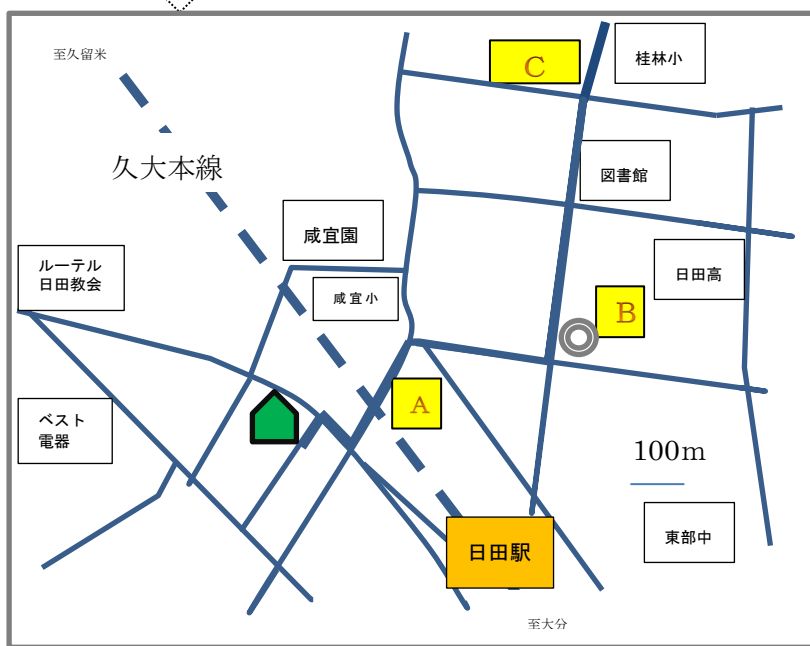 至久留米
C
桂林小
久大本線
図書館
咸宜園
ルーテル
日田教会
日田高
咸宜小
B
A
ベスト
電器
100m
日田駅
東部中
至大分